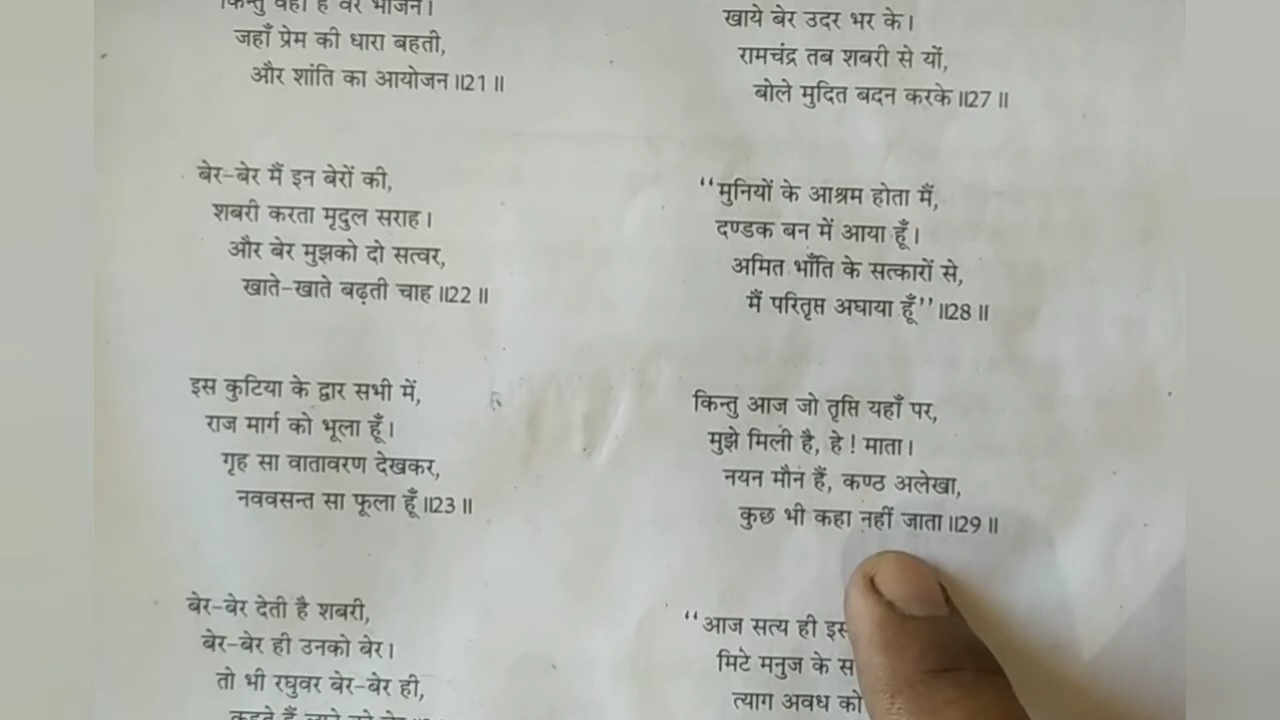 किन्तु वहाँ है बेर भोजन।
जहाँ प्रेम की धारा बहती,
और शांति का आयोजन॥21॥
बेर-बेर मैं इन बेरों की,
शबरी करता मृदुल सराह।
और बेर मुझको दो सत्वर,
खाते-खाते बढ़ती चाह॥22॥
इस कुटिया के द्वार सभी में,
राज मार्ग को भूला हूँ।
गृह सा वातावरण देखकर,
नववसन्त सा फूला हूँ॥23॥
बेर-बेर देती है शबरी,
बेर-बेर ही उनको बेर।
तो भी रघुवर बेर-बेर ही,
खाये बेर उदर भर के।
रामचंद्र तब शबरी से यों,
बोले मुदित बदन करके॥27॥
“मुनियों के आश्रम होता मैं,
दण्डक बन में आया हूँ।
अमित भाँति के सत्कारों से,
मैं परितृप्त अघाया हूँ”॥28॥
किन्तु आज जो तृप्ति यहाँ पर,
मुझे मिली है, हे! माता।
नयन मौन हैं, कण्ठ अलेखा,
कुछ भी कहा नहीं जाता॥29॥
“आज सत्य ही इस
मिटे मनुज के स
त्याग अवध को